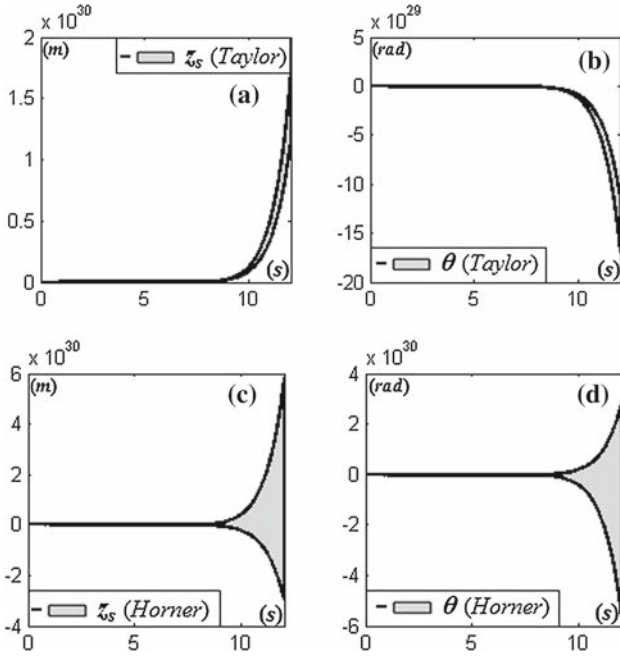 x 10^30
2
(m)
z_s (Taylor)
1.5
(a)
1
0.5
0
(s)
0 5 10
x 10^29
5
(rad)
(b)
0
-5
-10
-15
θ (Taylor)
(s)
-20
0 5 10
x 10^30
6
(m)
(c)
4
2
0
-2
z_s (Horner)
(s)
-4
0 5 10
x 10^30
4
(rad)
(d)
2
0
-2
-4
θ (Horner)
(s)
-6
0 5 10